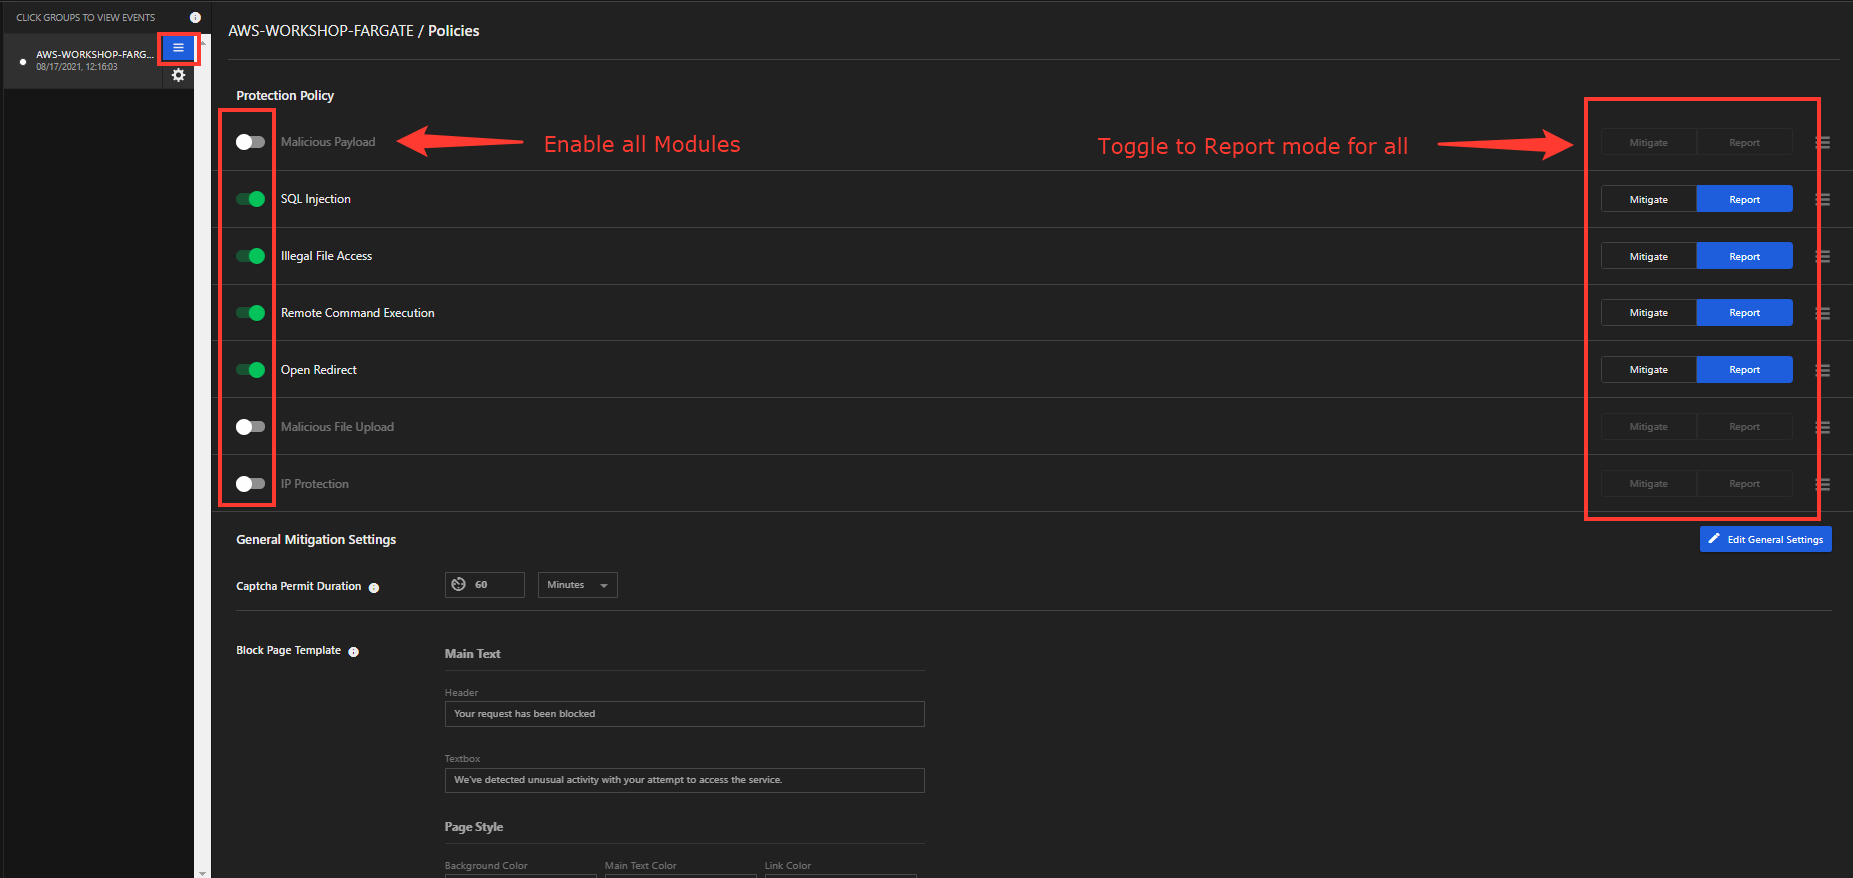 CLICK GROUPS TO VIEW EVENTS
AWS-WORKSHOP-FARG...
08/17/2021, 12:16:03
AWS-WORKSHOP-FARGATE / Policies
Protection Policy
Malicious Payload
Enable all Modules
Toggle to Report mode for all
Mitigate Report
SQL Injection
Mitigate Report
Illegal File Access
Mitigate Report
Remote Command Execution
Mitigate Report
Open Redirect
Mitigate Report
Malicious File Upload
Mitigate Report
IP Protection
Mitigate Report
General Mitigation Settings
Edit General Settings
Captcha Permit Duration
60
Minutes
Block Page Template
Main Text
Header
Your request has been blocked
Textbox
We've detected unusual activity with your attempt to access the service.
Page Style
Background Color Main Text Color Link Color